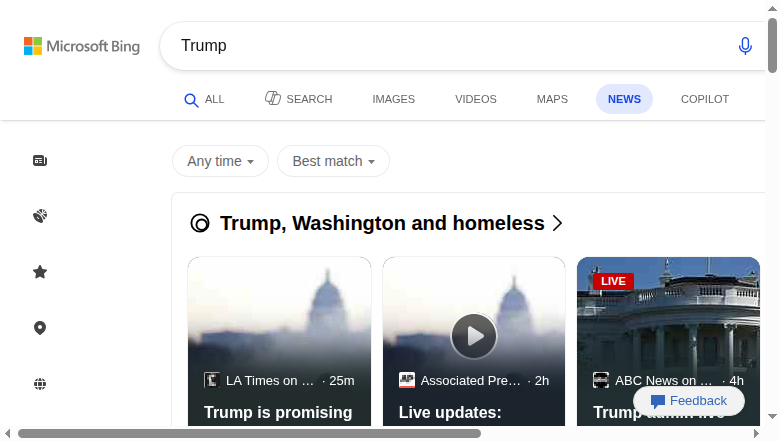 Microsoft Bing
Trump
ALL
SEARCH
IMAGES
VIDEOS
MAPS
NEWS
COPILOT
Any time
Best match
Trump, Washington and homeless
LA Times on ... · 25m
Trump is promising
Associated Pre... · 2h
Live updates:
LIVE
ABC News on ... · 4h
Trump
Feedback